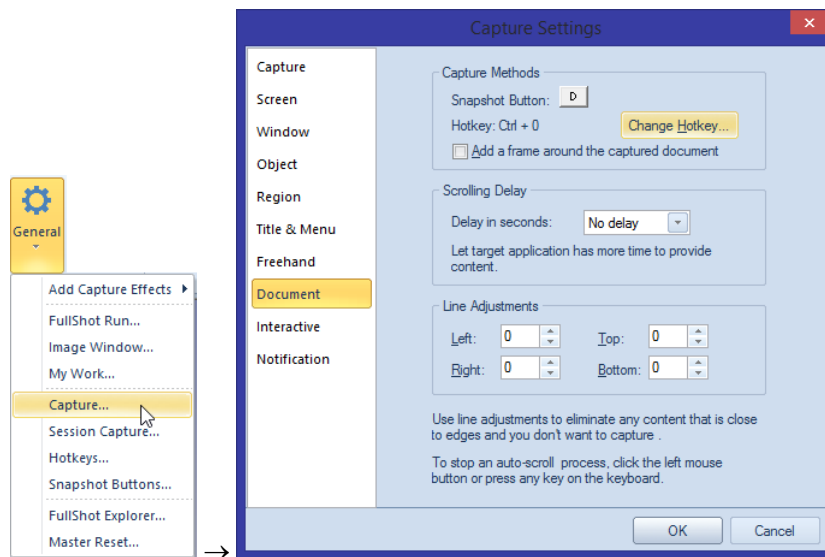 General
Add Capture Effects
FullShot Run...
Image Window...
My Work...
Capture...
Session Capture...
Hotkeys...
Snapshot Buttons...
FullShot Explorer...
Master Reset...
→
Capture Settings
Capture
Screen
Window
Object
Region
Title & Menu
Freehand
Document
Interactive
Notification
Capture Methods
Snapshot Button: D
Hotkey: Ctrl + 0 Change Hotkey...
Add a frame around the captured document
Scrolling Delay
Delay in seconds: No delay
Let target application has more time to provide
content.
Line Adjustments
Left: 0 Top: 0
Right: 0 Bottom: 0
Use line adjustments to eliminate any content that is close
to edges and you don't want to capture .
To stop an auto-scroll process, click the left mouse
button or press any key on the keyboard.
OK Cancel